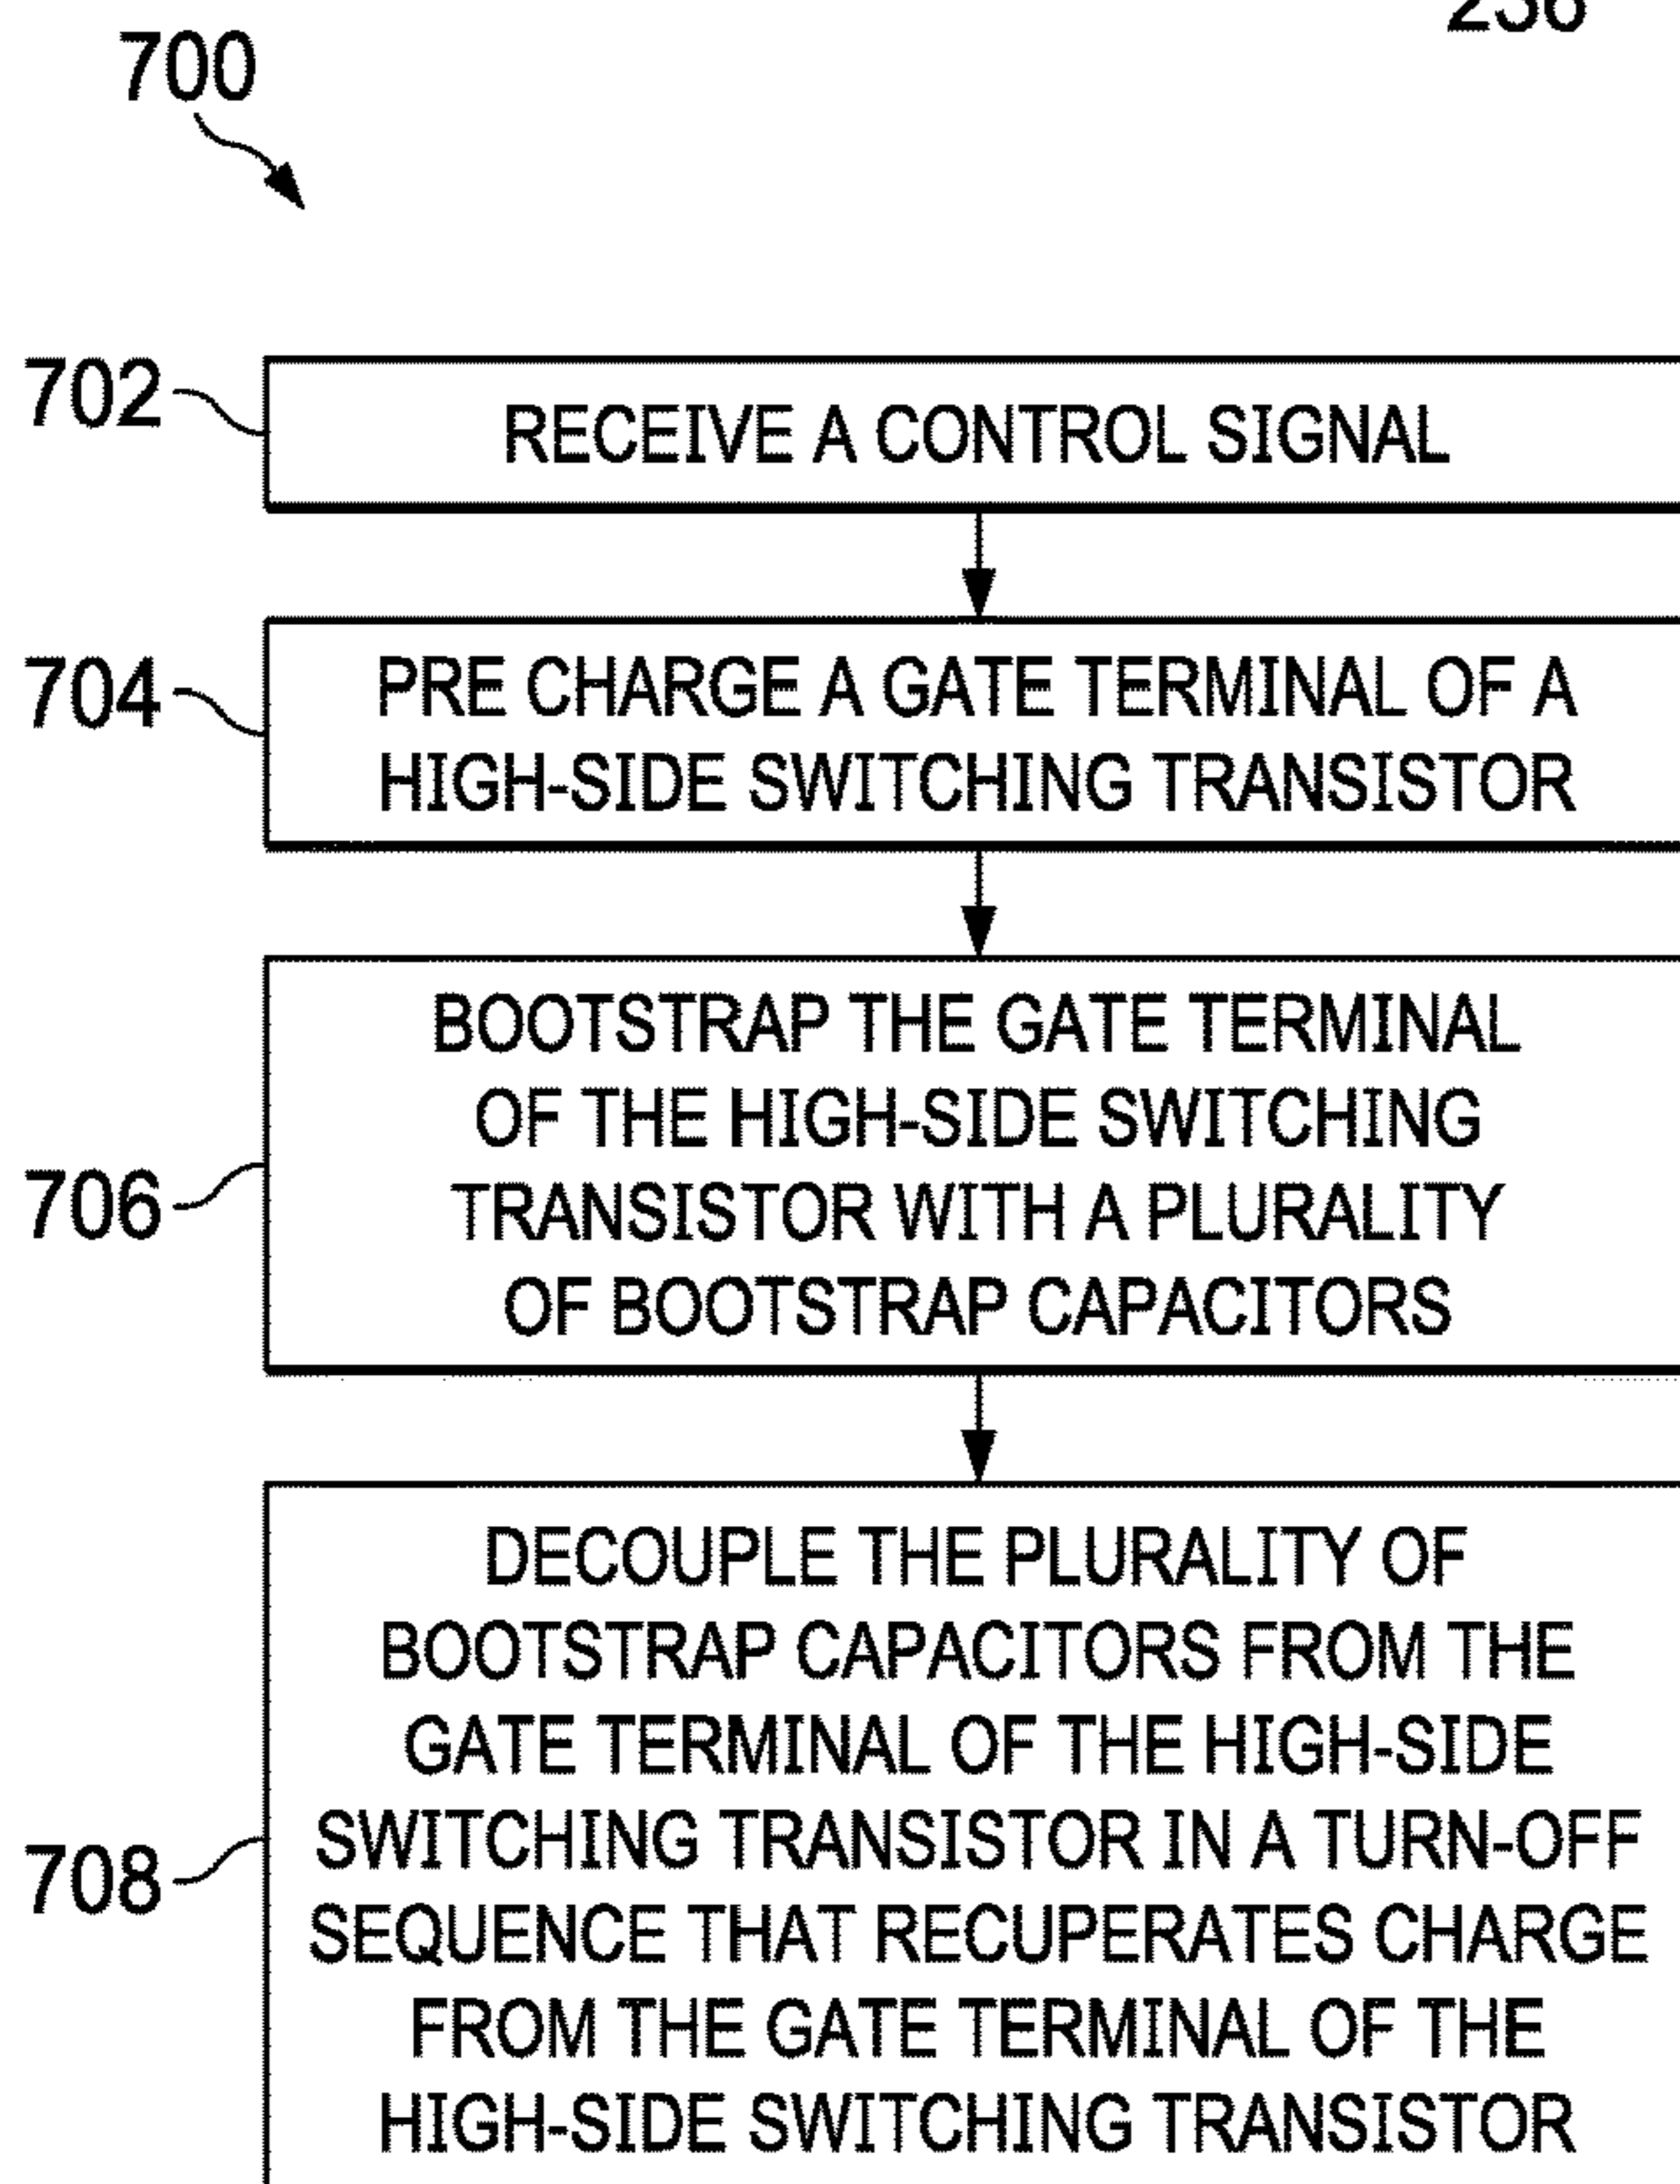 700
702
RECEIVE A CONTROL SIGNAL
704
PRE CHARGE A GATE TERMINAL OF A
HIGH-SIDE SWITCHING TRANSISTOR
BOOTSTRAP THE GATE TERMINAL
OF THE HIGH-SIDE SWITCHING
706
TRANSISTOR WITH A PLURALITY
OF BOOTSTRAP CAPACITORS
DECOUPLE THE PLURALITY OF
BOOTSTRAP CAPACITORS FROM THE
GATE TERMINAL OF THE HIGH-SIDE
SWITCHING TRANSISTOR IN A TURN-OFF
708
SEQUENCE THAT RECUPERATES CHARGE
FROM THE GATE TERMINAL OF THE
HIGH-SIDE SWITCHING TRANSISTOR